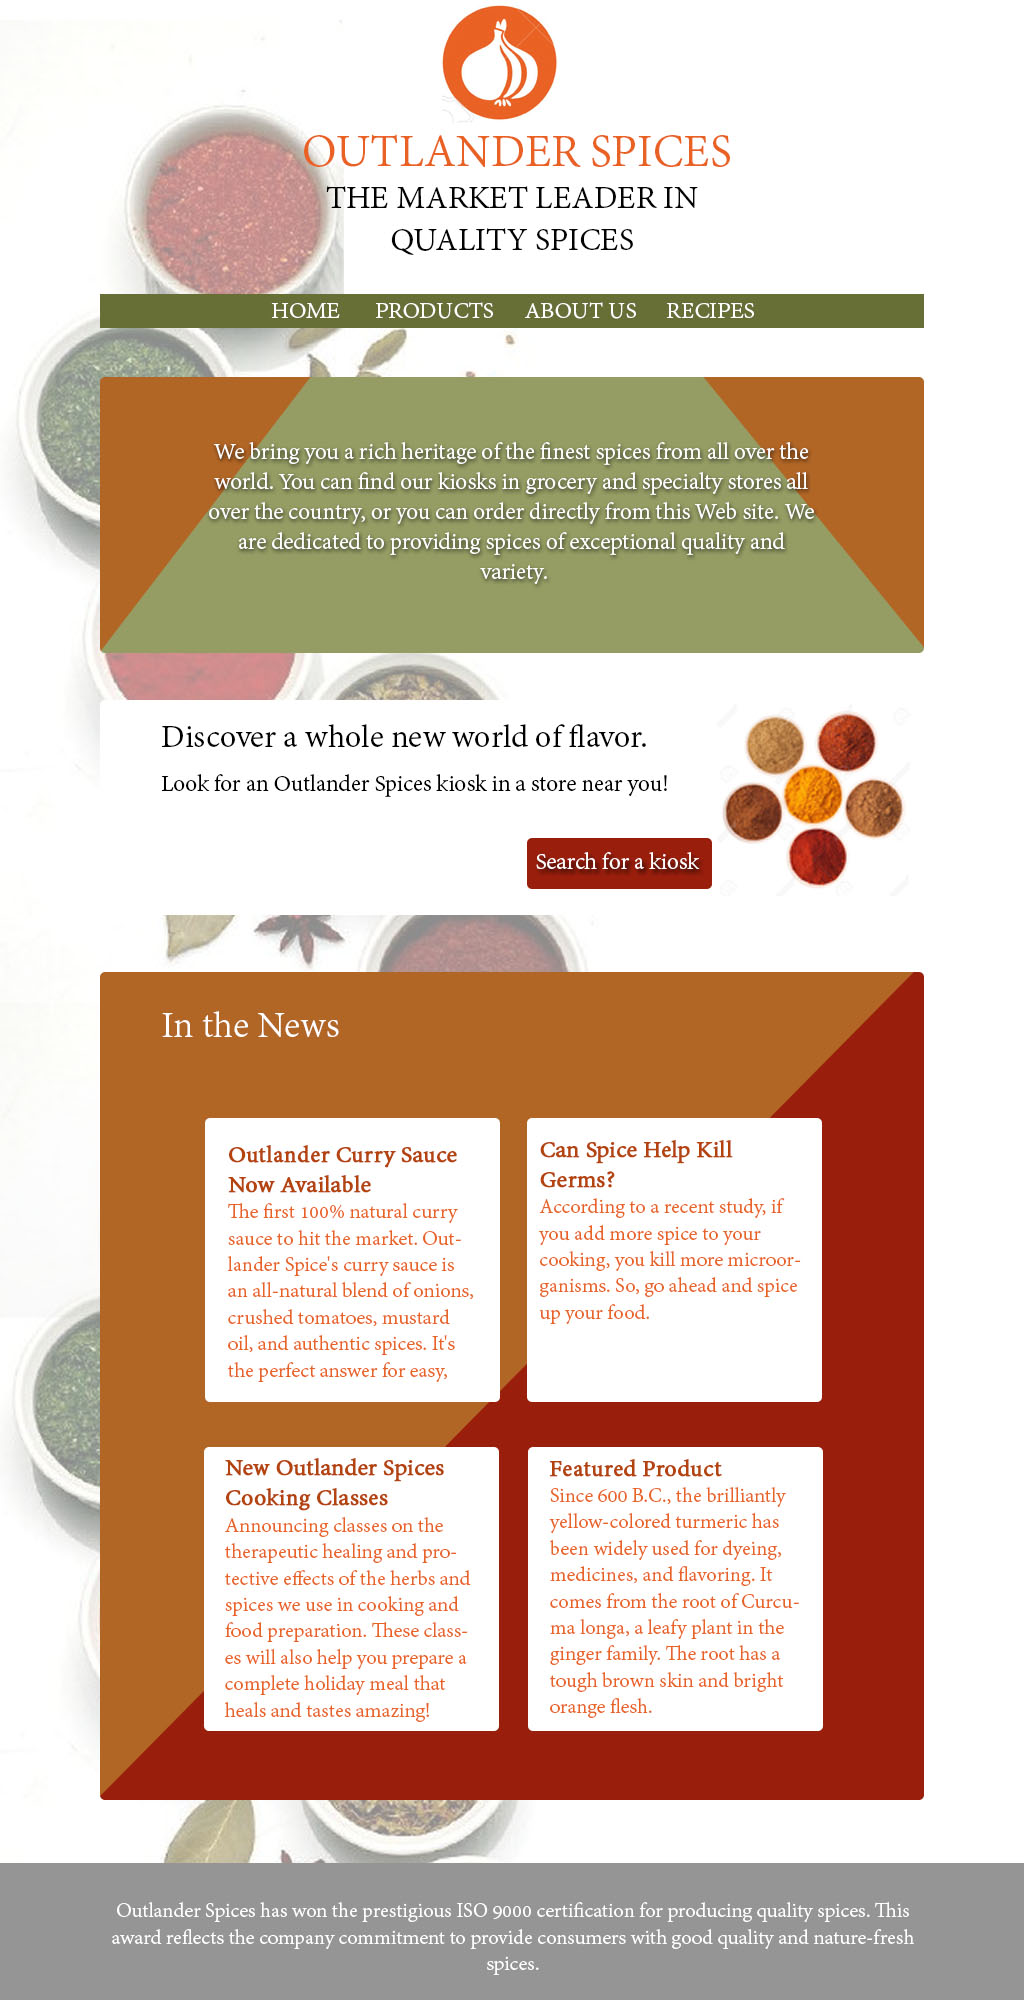 OUTLANDER SPICES
THE MARKET LEADER IN
QUALITY SPICES
HOME PRODUCTS ABOUT US RECIPES
We bring you a rich heritage of the finest spices from all over the
world. You can find our kiosks in grocery and specialty stores all
over the country, or you can order directly from this Web site. We
are dedicated to providing spices of exceptional quality and
variety.
Discover a whole new world of flavor.
Look for an Outlander Spices kiosk in a store near you!
Search for a kiosk
In the News
Outlander Curry Sauce
Now Available
The first 100% natural curry
sauce to hit the market. Out-
lander Spice's curry sauce is
an all-natural blend of onions,
crushed tomatoes, mustard
oil, and authentic spices. It's
the perfect answer for easy,
Can Spice Help Kill
Germs?
According to a recent study, if
you add more spice to your
cooking, you kill more microor-
ganisms. So, go ahead and spice
up your food.
New Outlander Spices
Cooking Classes
Announcing classes on the
therapeutic healing and pro-
tective effects of the herbs and
spices we use in cooking and
food preparation. These class-
es will also help you prepare a
complete holiday meal that
heals and tastes amazing!
Featured Product
Since 600 B.C., the brilliantly
yellow-colored turmeric has
been widely used for dyeing,
medicines, and flavoring. It
comes from the root of Curcu-
ma longa, a leafy plant in the
ginger family. The root has a
tough brown skin and bright
orange flesh.
Outlander Spices has won the prestigious ISO 9000 certification for producing quality spices. This
award reflects the company commitment to provide consumers with good quality and nature-fresh
spices.